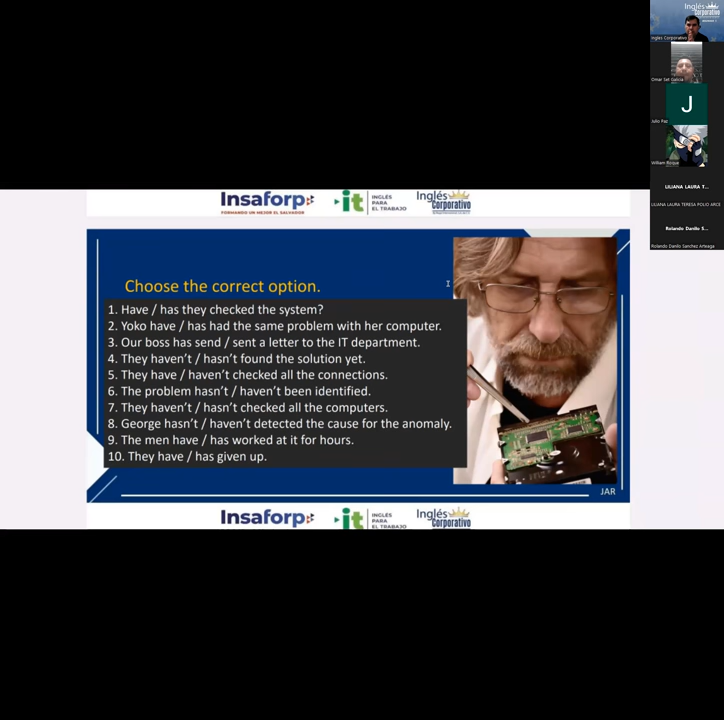 Inglés
Corporativo
Ingles Corporativo
Omar Set Garcia
J
Julio Paz
William Roque
LILIANA LAURA T...
LILIANA LAURA TERESA POLIO ARCE
Rolando Danilo S...
Rolando Danilo Sanchez Arteaga
Insaforp
FORMANDO UN MEJOR EL SALVADOR
it
INGLÉS
PARA
EL TRABAJO
Inglés
Corporativo
Choose the correct option.
1. Have / has they checked the system?
2. Yoko have / has had the same problem with her computer.
3. Our boss has send / sent a letter to the IT department.
4. They haven't / hasn't found the solution yet.
5. They have / haven't checked all the connections.
6. The problem hasn't / haven't been identified.
7. They haven't / hasn't checked all the computers.
8. George hasn't / haven't detected the cause for the anomaly.
9. The men have / has worked at it for hours.
10. They have / has given up.
JAR
Insaforp
it
INGLÉS
PARA
EL TRABAJO
Inglés
Corporativo